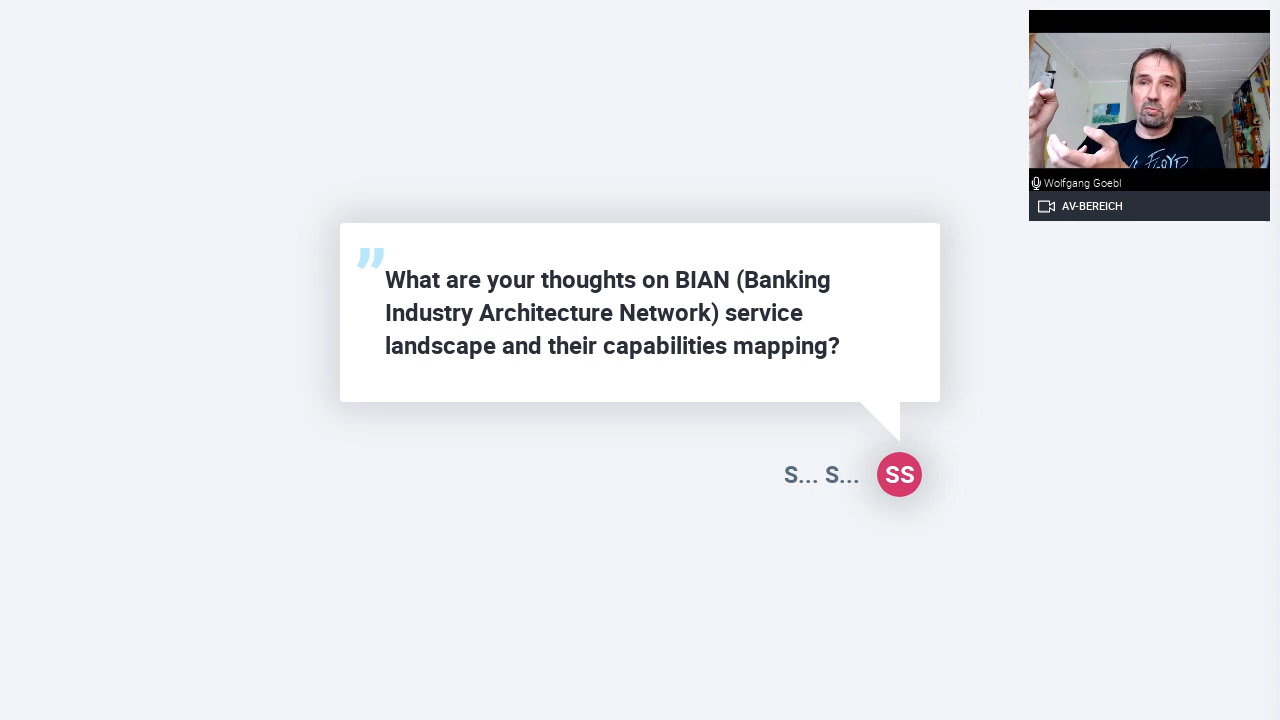 Wolfgang Goebl
AV-BEREICH
”
What are your thoughts on BIAN (Banking
Industry Architecture Network) service
landscape and their capabilities mapping?
S... S...
SS